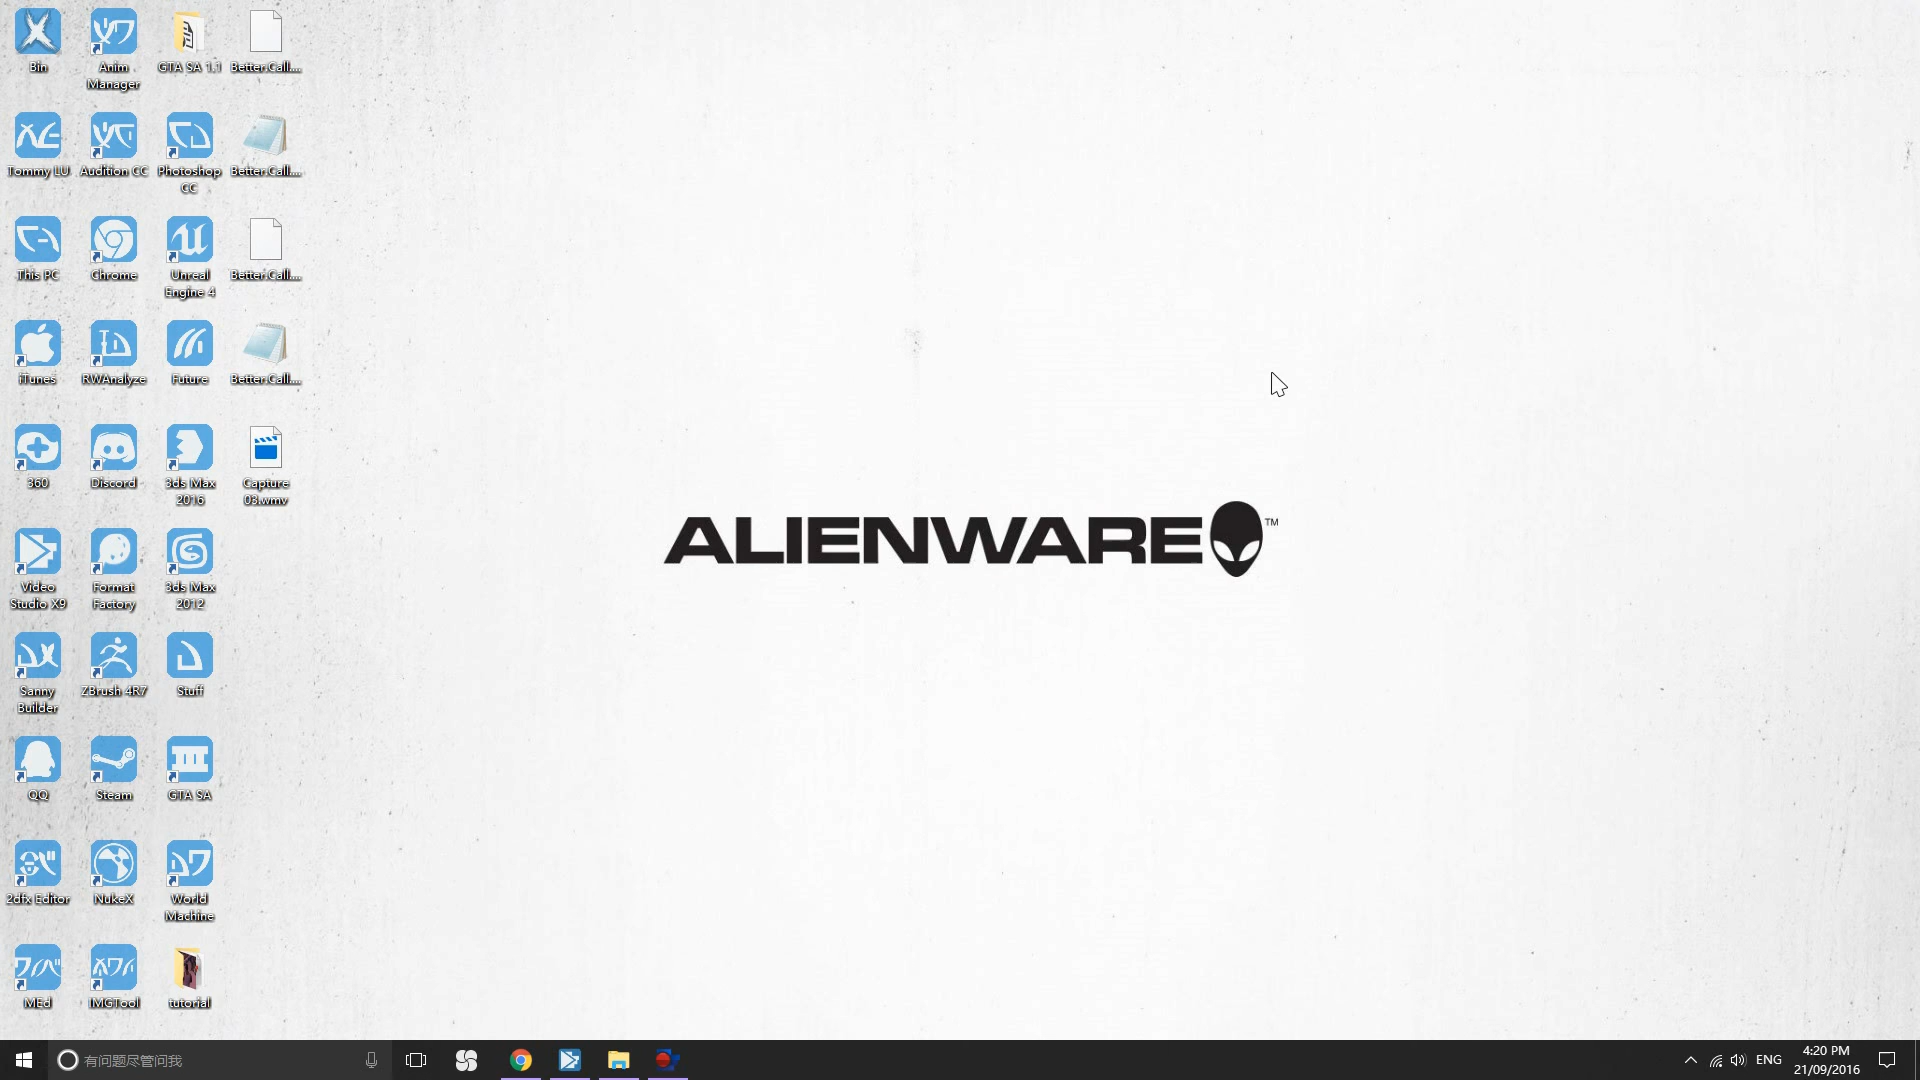 Bin
Anim
Manager
GTA SA 1.1
Better.Call....
Tommy LU
Audition CC
Photoshop
CC
Better.Call....
This PC
Chrome
Unreal
Engine 4
Better.Call....
iTunes
RWAnalyze
Future
Better.Call....
360
Discord
3ds Max
2016
Capture
03.wmv
ALIENWARE™
Video
Studio X9
Format
Factory
3ds Max
2012
Sanny
Builder
ZBrush 4R7
Stuff
QQ
Steam
GTA SA
2dfx Editor
NukeX
World
Machine
MEd
IMGTool
tutorial
有问题尽管问我
ENG
4:20 PM
21/09/2016